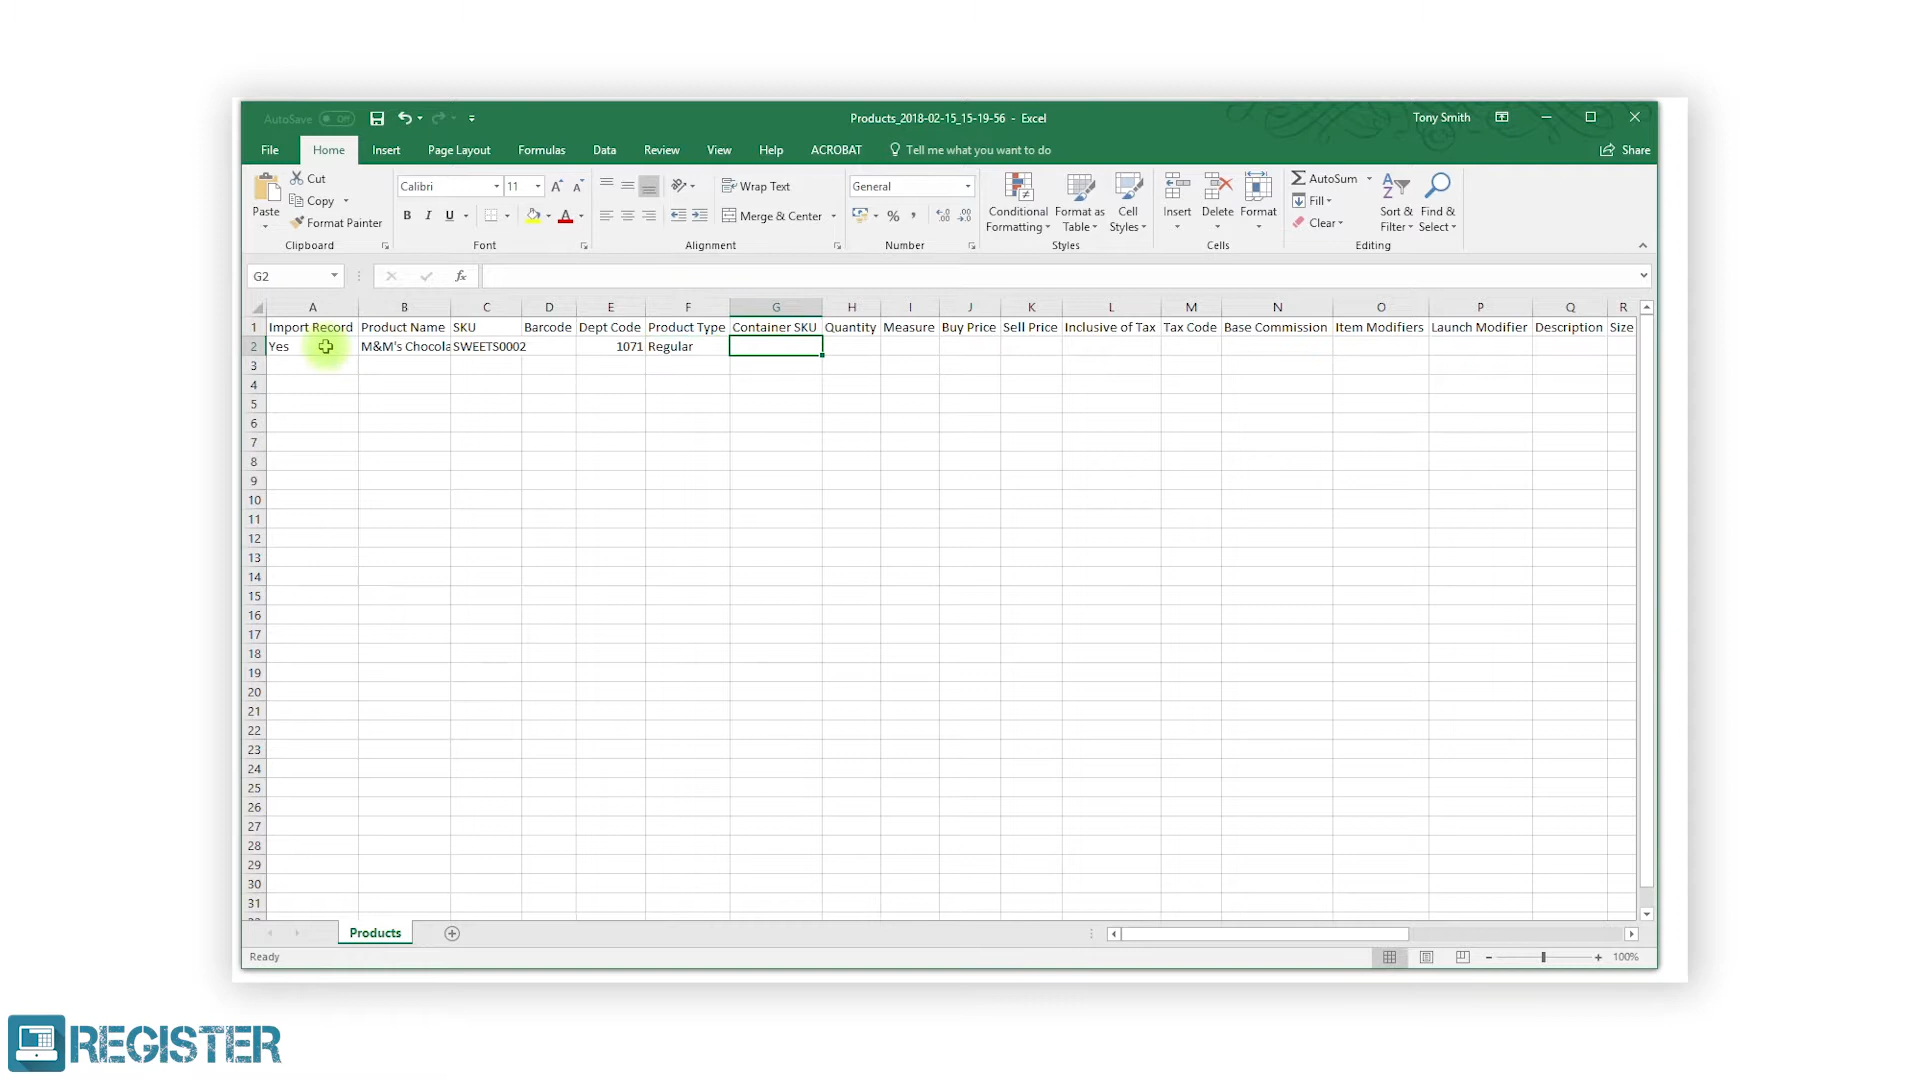 AutoSave Off
Products_2018-02-15_15-19-56 - Excel
Tony Smith
File Home Insert Page Layout Formulas Data Review View Help ACROBAT Tell me what you want to do Share
Paste
Cut
Copy
Format Painter
Clipboard
Calibri 11
B I U A
Font
Wrap Text
Merge & Center
Alignment
General
%
Number
Conditional Formatting
Format as Table
Cell Styles
Styles
Insert Delete Format
Cells
AutoSum
Fill
Clear
Sort & Filter
Find & Select
Editing
G2 fx
A B C D E F G H I J K L M N O P Q R
1 Import Record Product Name SKU Barcode Dept Code Product Type Container SKU Quantity Measure Buy Price Sell Price Inclusive of Tax Tax Code Base Commission Item Modifiers Launch Modifier Description Size
2 Yes M&M's Chocola SWEETS0002 1071 Regular
3
4
5
6
7
8
9
10
11
12
13
14
15
16
17
18
19
20
21
22
23
24
25
26
27
28
29
30
31
Products
Ready
100%
REGISTER